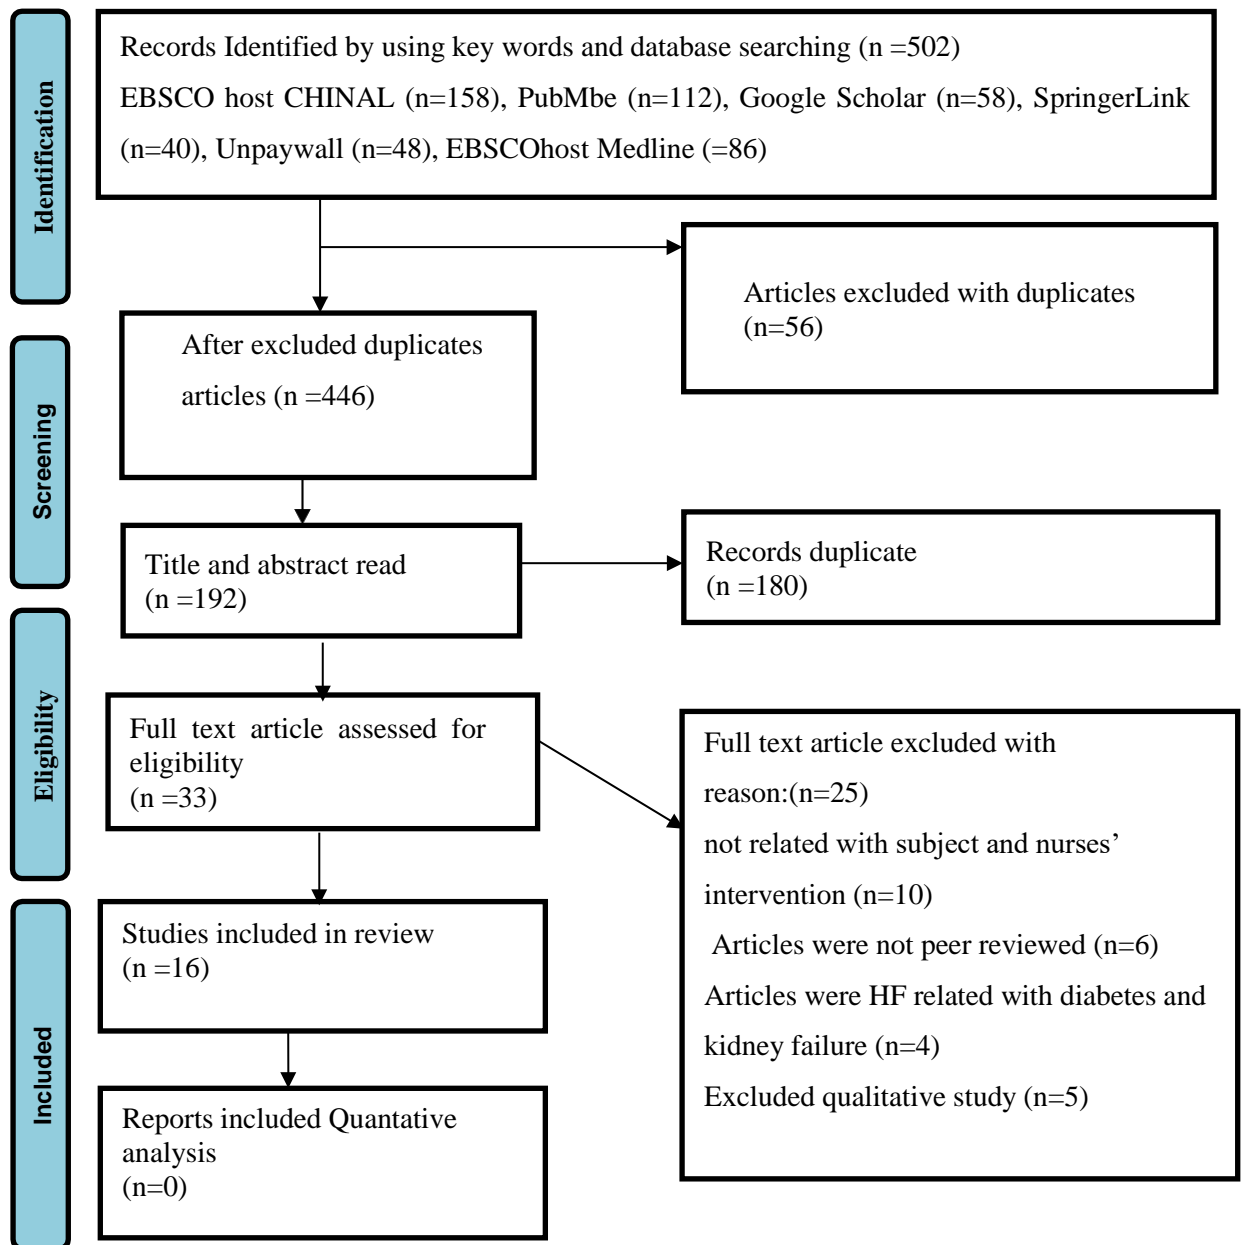 Identification
Records Identified by using key words and database searching (n =502)
EBSCO host CHINAL (n=158), PubMbe (n=112), Google Scholar (n=58), SpringerLink
(n=40), Unpaywall (n=48), EBSCOhost Medline (=86)
Articles excluded with duplicates
(n=56)
Screening
After excluded duplicates
articles (n =446)
Title and abstract read
(n =192)
Records duplicate
(n =180)
Eligibility
Full text article assessed for
eligibility
(n =33)
Full text article excluded with
reason:(n=25)
not related with subject and nurses’
intervention (n=10)
Articles were not peer reviewed (n=6)
Articles were HF related with diabetes and
kidney failure (n=4)
Excluded qualitative study (n=5)
Included
Studies included in review
(n =16)
Reports included Quantative
analysis
(n=0)